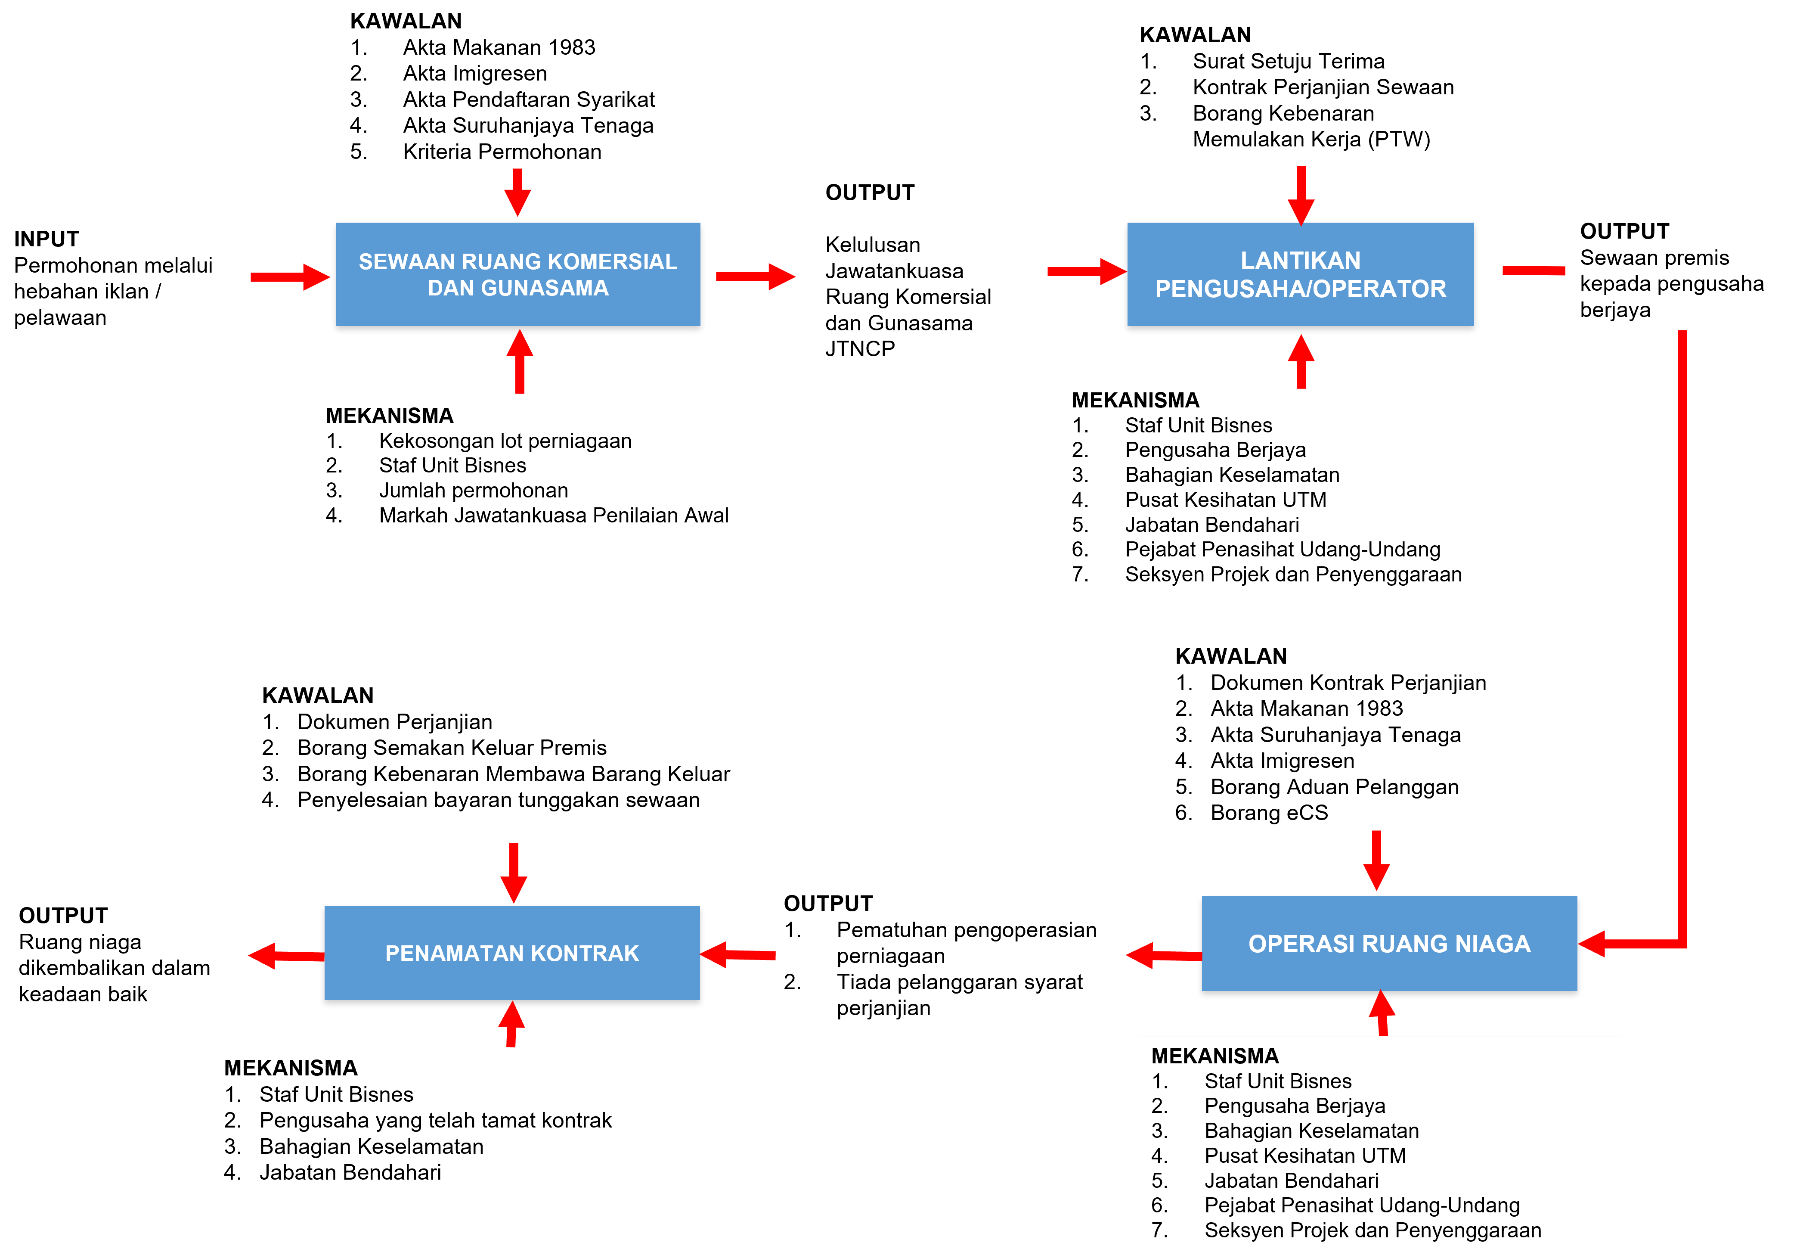 KAWALAN
1. Akta Makanan 1983
2. Akta Imigresen
3. Akta Pendaftaran Syarikat
4. Akta Suruhanjaya Tenaga
5. Kriteria Permohonan
INPUT
Permohonan melalui
hebahan iklan /
pelawaan
SEWAAN RUANG KOMERSIAL
DAN GUNASAMA
MEKANISMA
1. Kekosongan lot perniagaan
2. Staf Unit Bisnes
3. Jumlah permohonan
4. Markah Jawatankuasa Penilaian Awal
OUTPUT
Kelulusan
Jawatankuasa
Ruang Komersial
dan Gunasama
JTNCP
KAWALAN
1. Surat Setuju Terima
2. Kontrak Perjanjian Sewaan
3. Borang Kebenaran
Memulakan Kerja (PTW)
LANTIKAN
PENGUSAHA/OPERATOR
MEKANISMA
1. Staf Unit Bisnes
2. Pengusaha Berjaya
3. Bahagian Keselamatan
4. Pusat Kesihatan UTM
5. Jabatan Bendahari
6. Pejabat Penasihat Udang-Undang
7. Seksyen Projek dan Penyenggaraan
OUTPUT
Sewaan premis
kepada pengusaha
berjaya
KAWALAN
1. Dokumen Kontrak Perjanjian
2. Akta Makanan 1983
3. Akta Suruhanjaya Tenaga
4. Akta Imigresen
5. Borang Aduan Pelanggan
6. Borang eCS
OPERASI RUANG NIAGA
MEKANISMA
1. Staf Unit Bisnes
2. Pengusaha Berjaya
3. Bahagian Keselamatan
4. Pusat Kesihatan UTM
5. Jabatan Bendahari
6. Pejabat Penasihat Udang-Undang
7. Seksyen Projek dan Penyenggaraan
OUTPUT
1. Pematuhan pengoperasian
perniagaan
2. Tiada pelanggaran syarat
perjanjian
KAWALAN
1. Dokumen Perjanjian
2. Borang Semakan Keluar Premis
3. Borang Kebenaran Membawa Barang Keluar
4. Penyelesaian bayaran tunggakan sewaan
PENAMATAN KONTRAK
MEKANISMA
1. Staf Unit Bisnes
2. Pengusaha yang telah tamat kontrak
3. Bahagian Keselamatan
4. Jabatan Bendahari
OUTPUT
Ruang niaga
dikembalikan dalam
keadaan baik